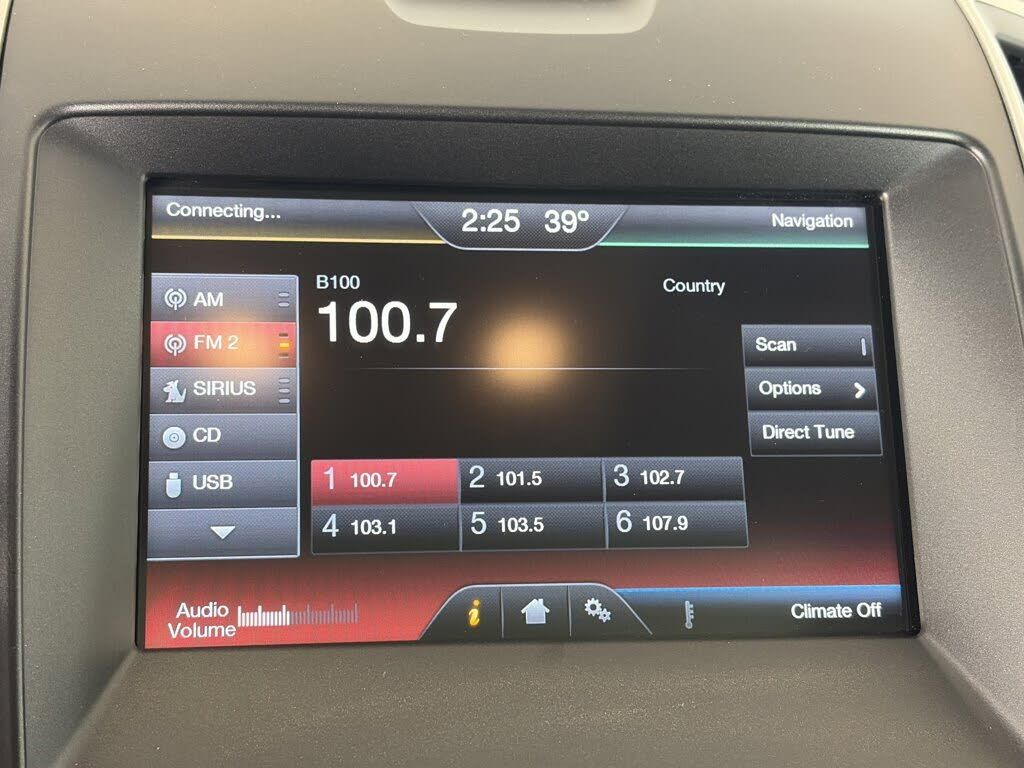 Connecting...
2:25 39º
Navigation
AM
FM 2
SIRIUS
CD
USB
B100
100.7
Country
Scan
Options
Direct Tune
1 100.7
2 101.5
3 102.7
4 103.1
5 103.5
6 107.9
Audio
Volume
i
Climate Off